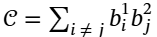 𝒞 = ∑_{i ≠ j} b_i^1 b_j^2